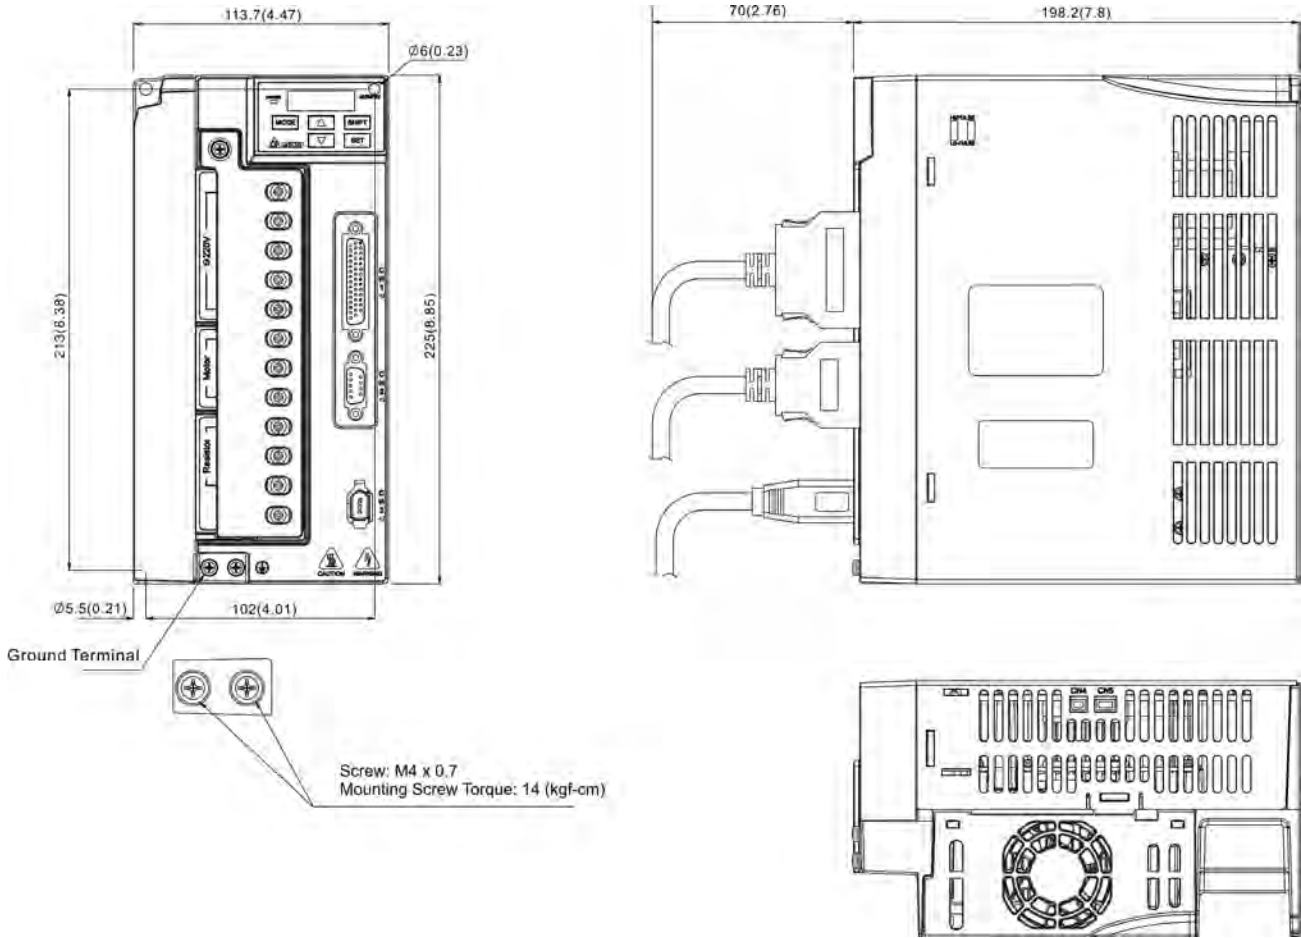 113.7(4.47)
70(2.76)
198.2(7.8)
Ø6(0.23)
MODE
SHIFT
SET
213(8.38)
225(8.85)
Motor
Resistor
CAUTION
WARNING
Ø5.5(0.21)
102(4.01)
Ground Terminal
CN4
CN5
Screw: M4 x 0.7
Mounting Screw Torque: 14 (kgf-cm)